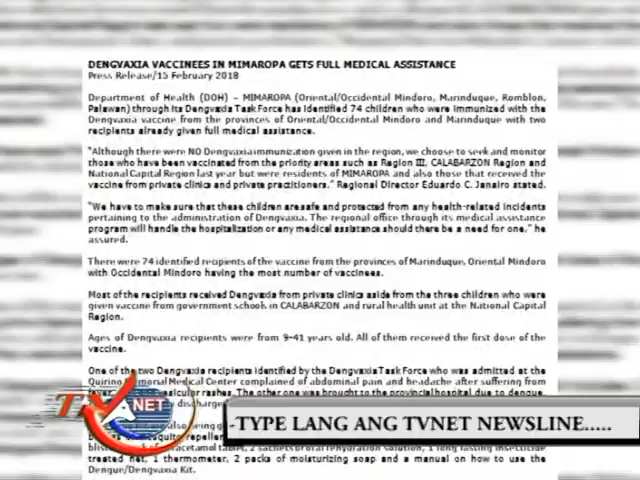 DENGVAXIA VACCINEES IN MIMAROPA GETS FULL MEDICAL ASSISTANCE
Press Release/15 February 2018
Department of Health (DOH) – MIMAROPA (Oriental/Occidental Mindoro, Marinduque, Romblon,
Palawan) through its Dengvaxia Task Force has identified 74 children who were immunized with the
Dengvaxia vaccine from the provinces of Oriental/Occidental Mindoro and Marinduque with two
recipients already given full medical assistance.
"Although there were NO Dengvaxia immunization given in the region, we choose to seek and monitor
those who have been vaccinated from the priority areas such as Region III, CALABARZON Region and
National Capital Region last year but were residents of MIMAROPA and also those that received the
vaccine from private clinics and private practitioners." Regional Director Eduardo C. Janairo stated.
"We have to make sure that these children are safe and protected from any health-related incidents
pertaining to the administration of Dengvaxia. The regional office through its medical assistance
program will handle the hospitalization or any medical assistance should there be a need for one," he
assured.
There were 74 identified recipients of the vaccine from the provinces of Marinduque, Oriental Mindoro
with Occidental Mindoro having the most number of vaccinees.
Most of the recipients received Dengvaxia from private clinics aside from the three children who were
given vaccine from government schools in CALABARZON and rural health unit at the National Capital
Region.
Ages of Dengvaxia recipients were from 9-41 years old. All of them received the first dose of the
vaccine.
One of the two Dengvaxia recipients identified by the Dengvaxia Task Force who was admitted at the
Quirino Memorial Medical Center complained of abdominal pain and headache after suffering from
rashes. The other one was brought to the provincial hospital due to dengue
TV NET
-TYPE LANG ANG TVNET NEWSLINE.....
treated net, 1 thermometer, 2 packs of moisturizing soap and a manual on how to use the
Dengue/Dengvaxia Kit.